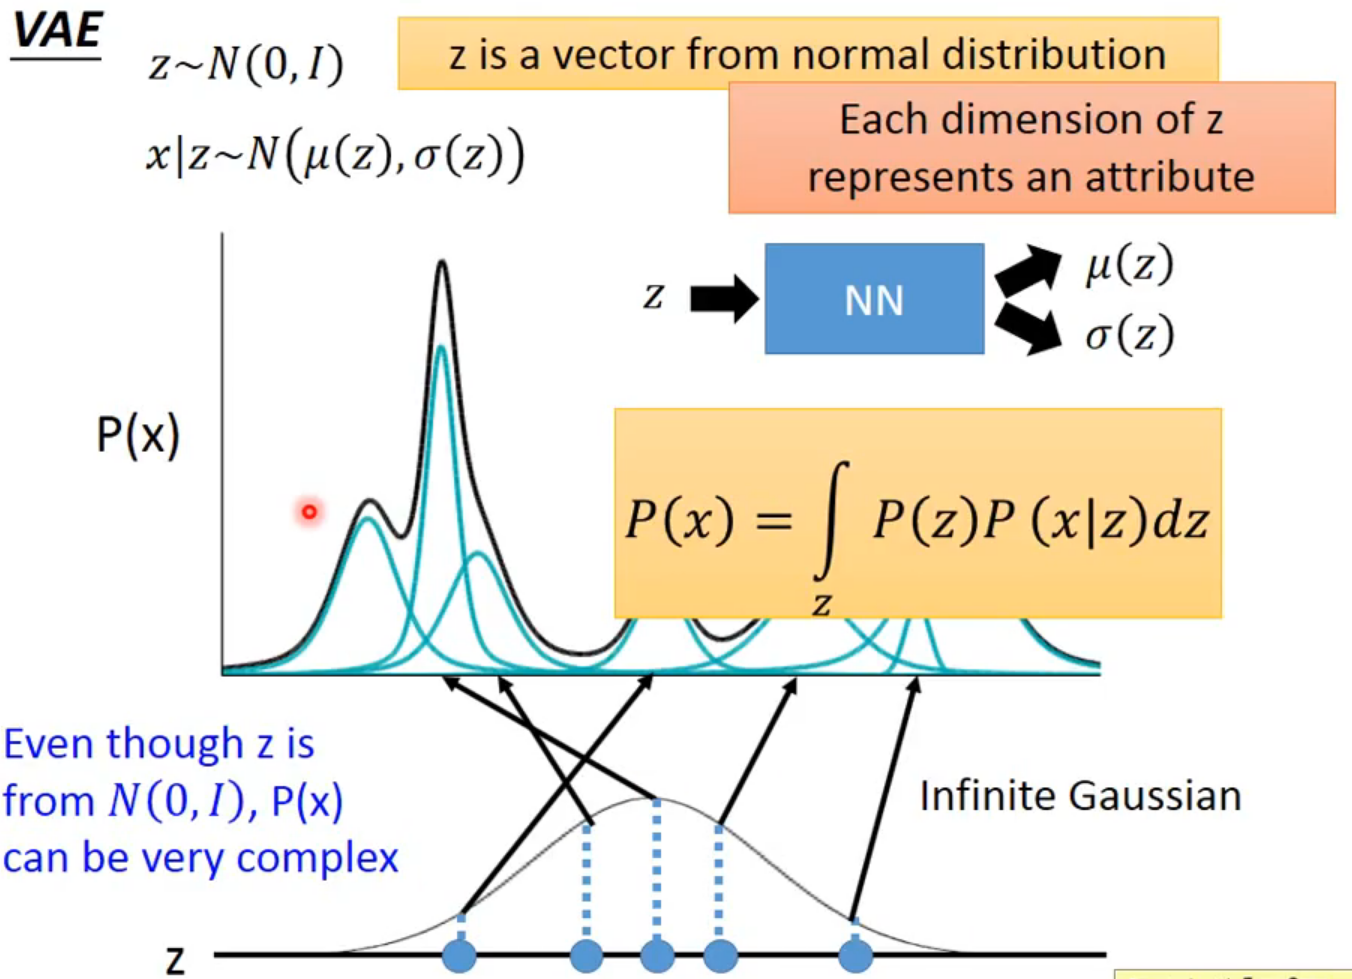 VAE
z~N(0, I)
z is a vector from normal distribution
Each dimension of z
represents an attribute
x|z~N(μ(z), σ(z))
z
NN
μ(z)
σ(z)
P(x)
P(x) = ∫ P(z)P (x|z)dz
z
Even though z is
from N(0, I), P(x)
can be very complex
Infinite Gaussian
z